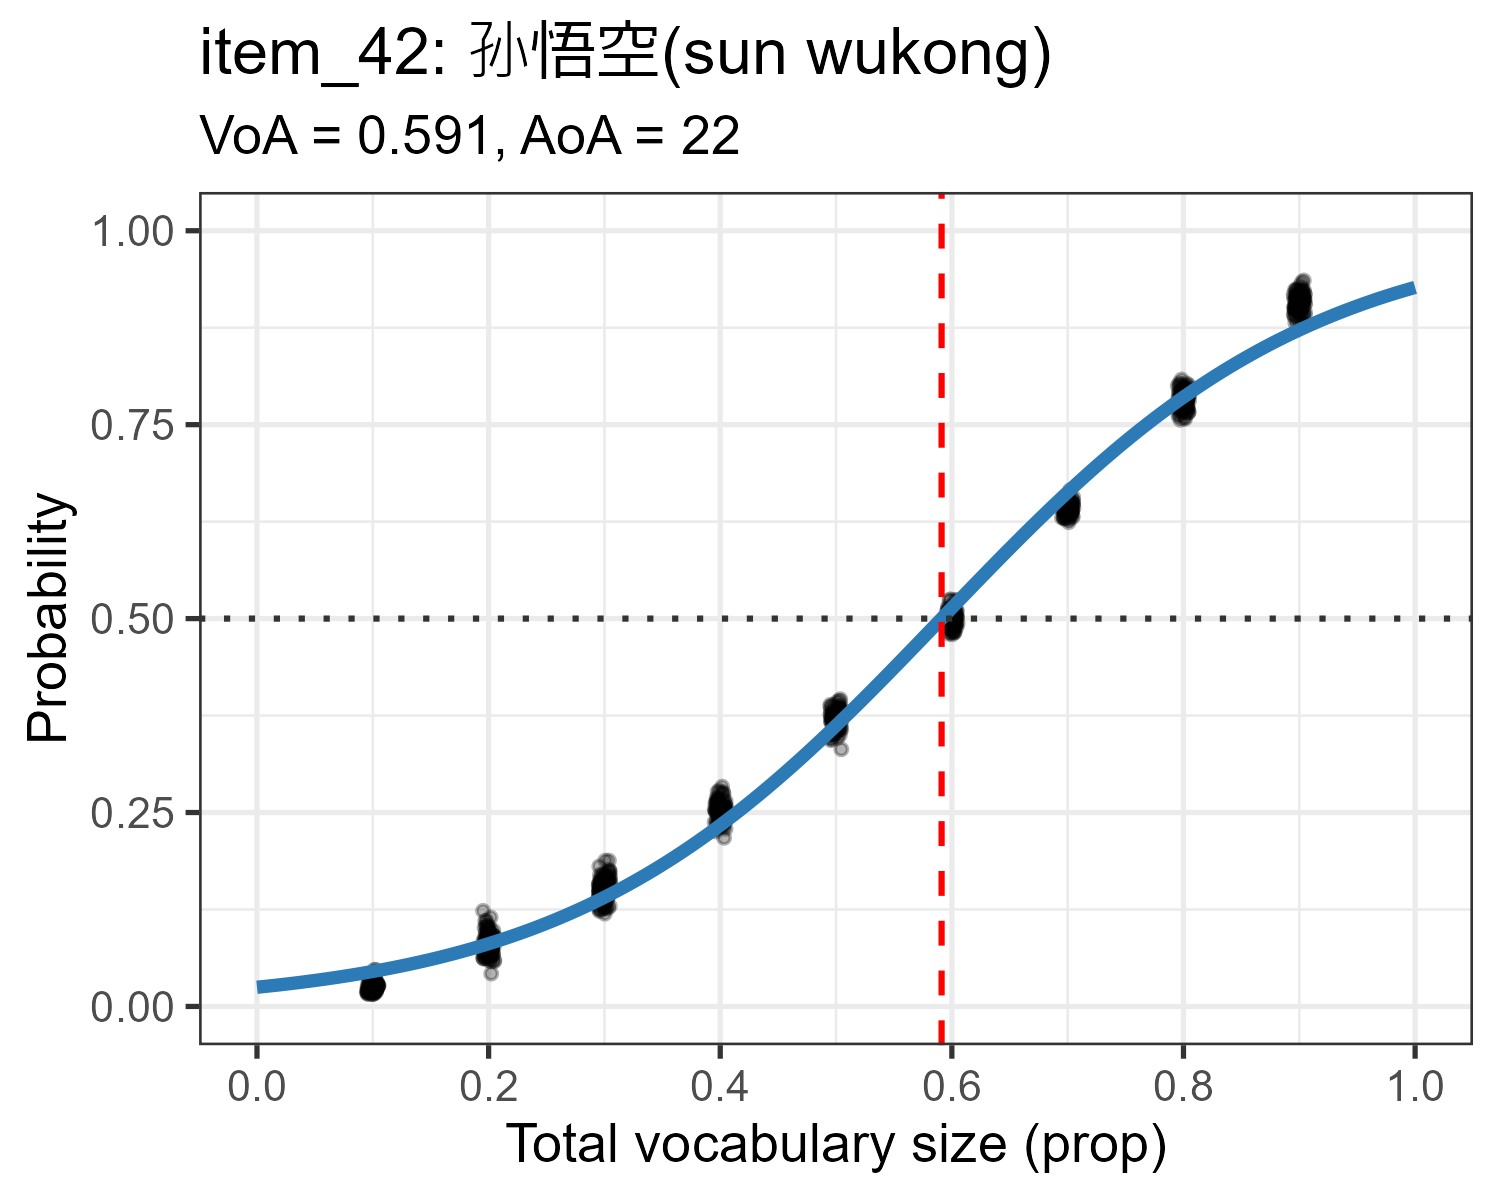 item_42: 孙悟空(sun wukong)
VoA = 0.591, AoA = 22
1.00
0.75
0.50
0.25
0.00
Probability
0.0 0.2 0.4 0.6 0.8 1.0
Total vocabulary size (prop)